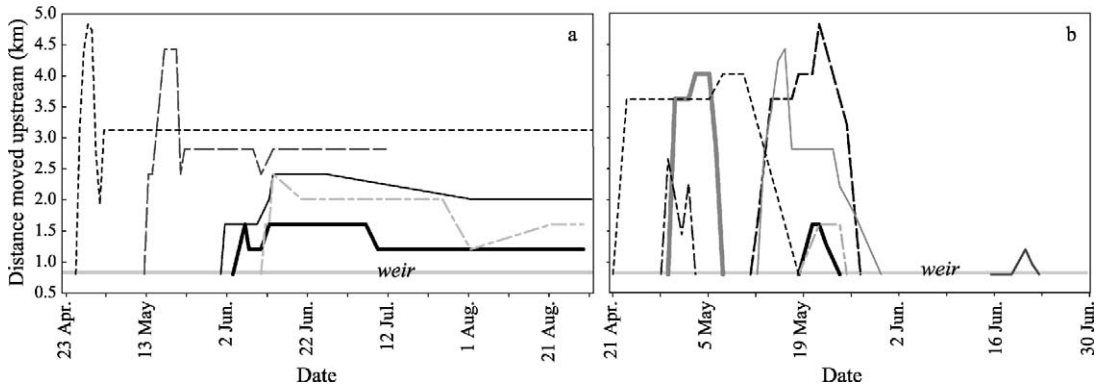 Distance moved upstream (km)
5.0
4.5
4.0
3.5
3.0
2.5
2.0
1.5
1.0
0.5
a
weir
23 Apr.
13 May
2 Jun.
22 Jun.
12 Jul.
1 Aug.
21 Aug.
Date
b
weir
21 Apr.
5 May
19 May
2 Jun.
16 Jun.
30 Jun.
Date